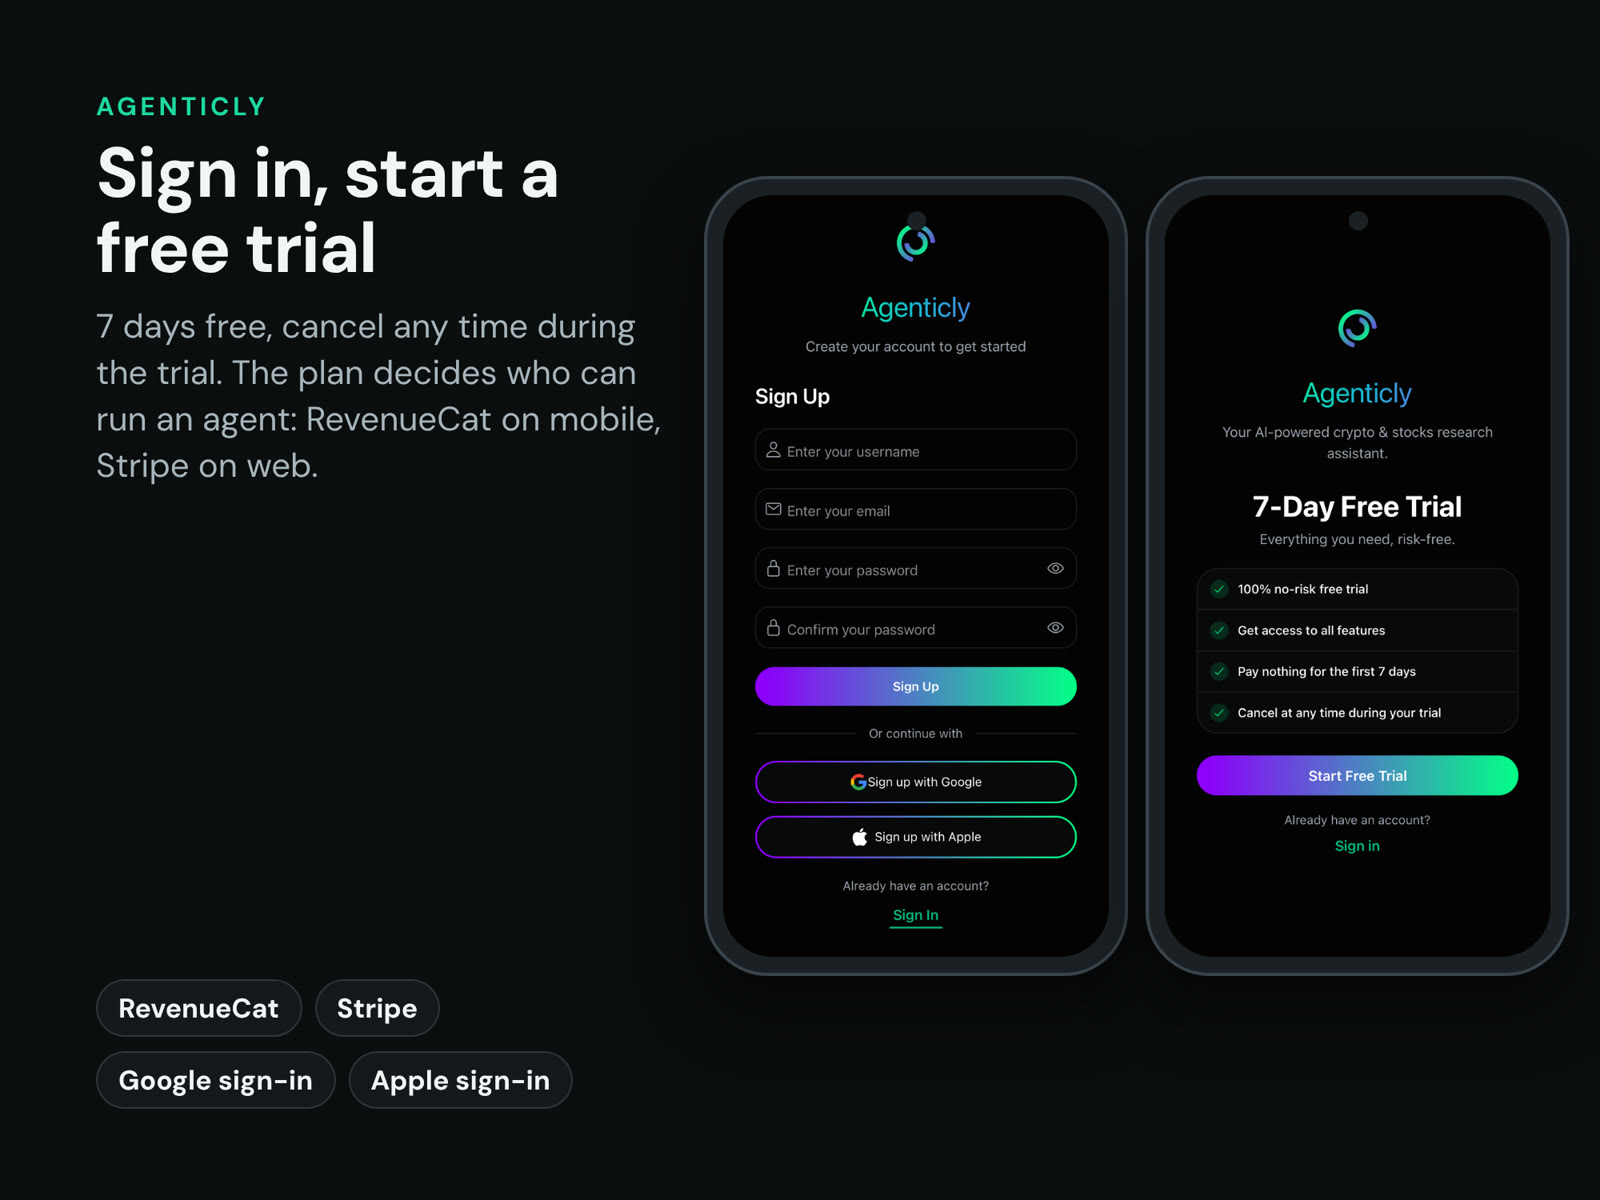 AGENTICLY
Sign in, start a
free trial
7 days free, cancel any time during
the trial. The plan decides who can
run an agent: RevenueCat on mobile,
Stripe on web.
RevenueCat
Stripe
Google sign-in
Apple sign-in
Agenticly
Create your account to get started
Sign Up
Enter your username
Enter your email
Enter your password
Confirm your password
Sign Up
Or continue with
Sign up with Google
Sign up with Apple
Already have an account?
Sign In
Agenticly
Your AI-powered crypto & stocks research
assistant.
7-Day Free Trial
Everything you need, risk-free.
100% no-risk free trial
Get access to all features
Pay nothing for the first 7 days
Cancel at any time during your trial
Start Free Trial
Already have an account?
Sign in